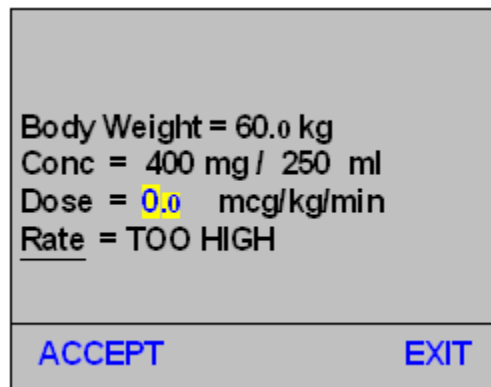 Body Weight = 60.0 kg
Conc = 400 mg / 250 ml
Dose = 0.0 mcg/kg/min
Rate = TOO HIGH
ACCEPT EXIT